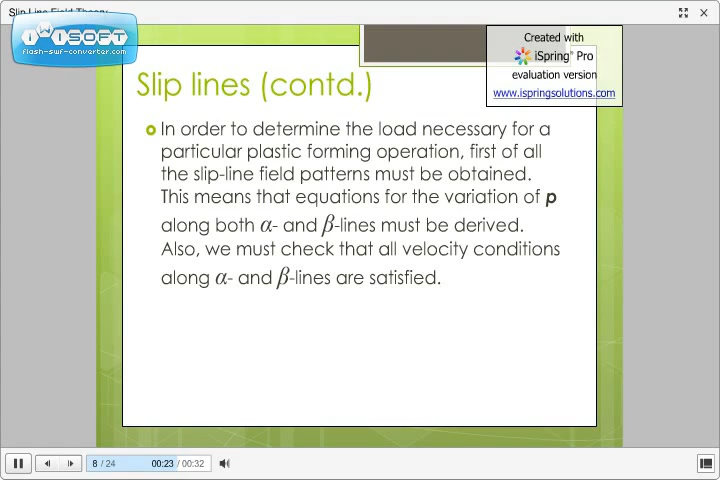 Slip Line Field Theory
iWiSOFT
flash-swf-converter.com
Created with
iSpring® Pro
evaluation version
www.ispringsolutions.com
Slip lines (contd.)
In order to determine the load necessary for a
particular plastic forming operation, first of all
the slip-line field patterns must be obtained.
This means that equations for the variation of p
along both α- and β-lines must be derived.
Also, we must check that all velocity conditions
along α- and β-lines are satisfied.
8 / 24
00:23 / 00:32